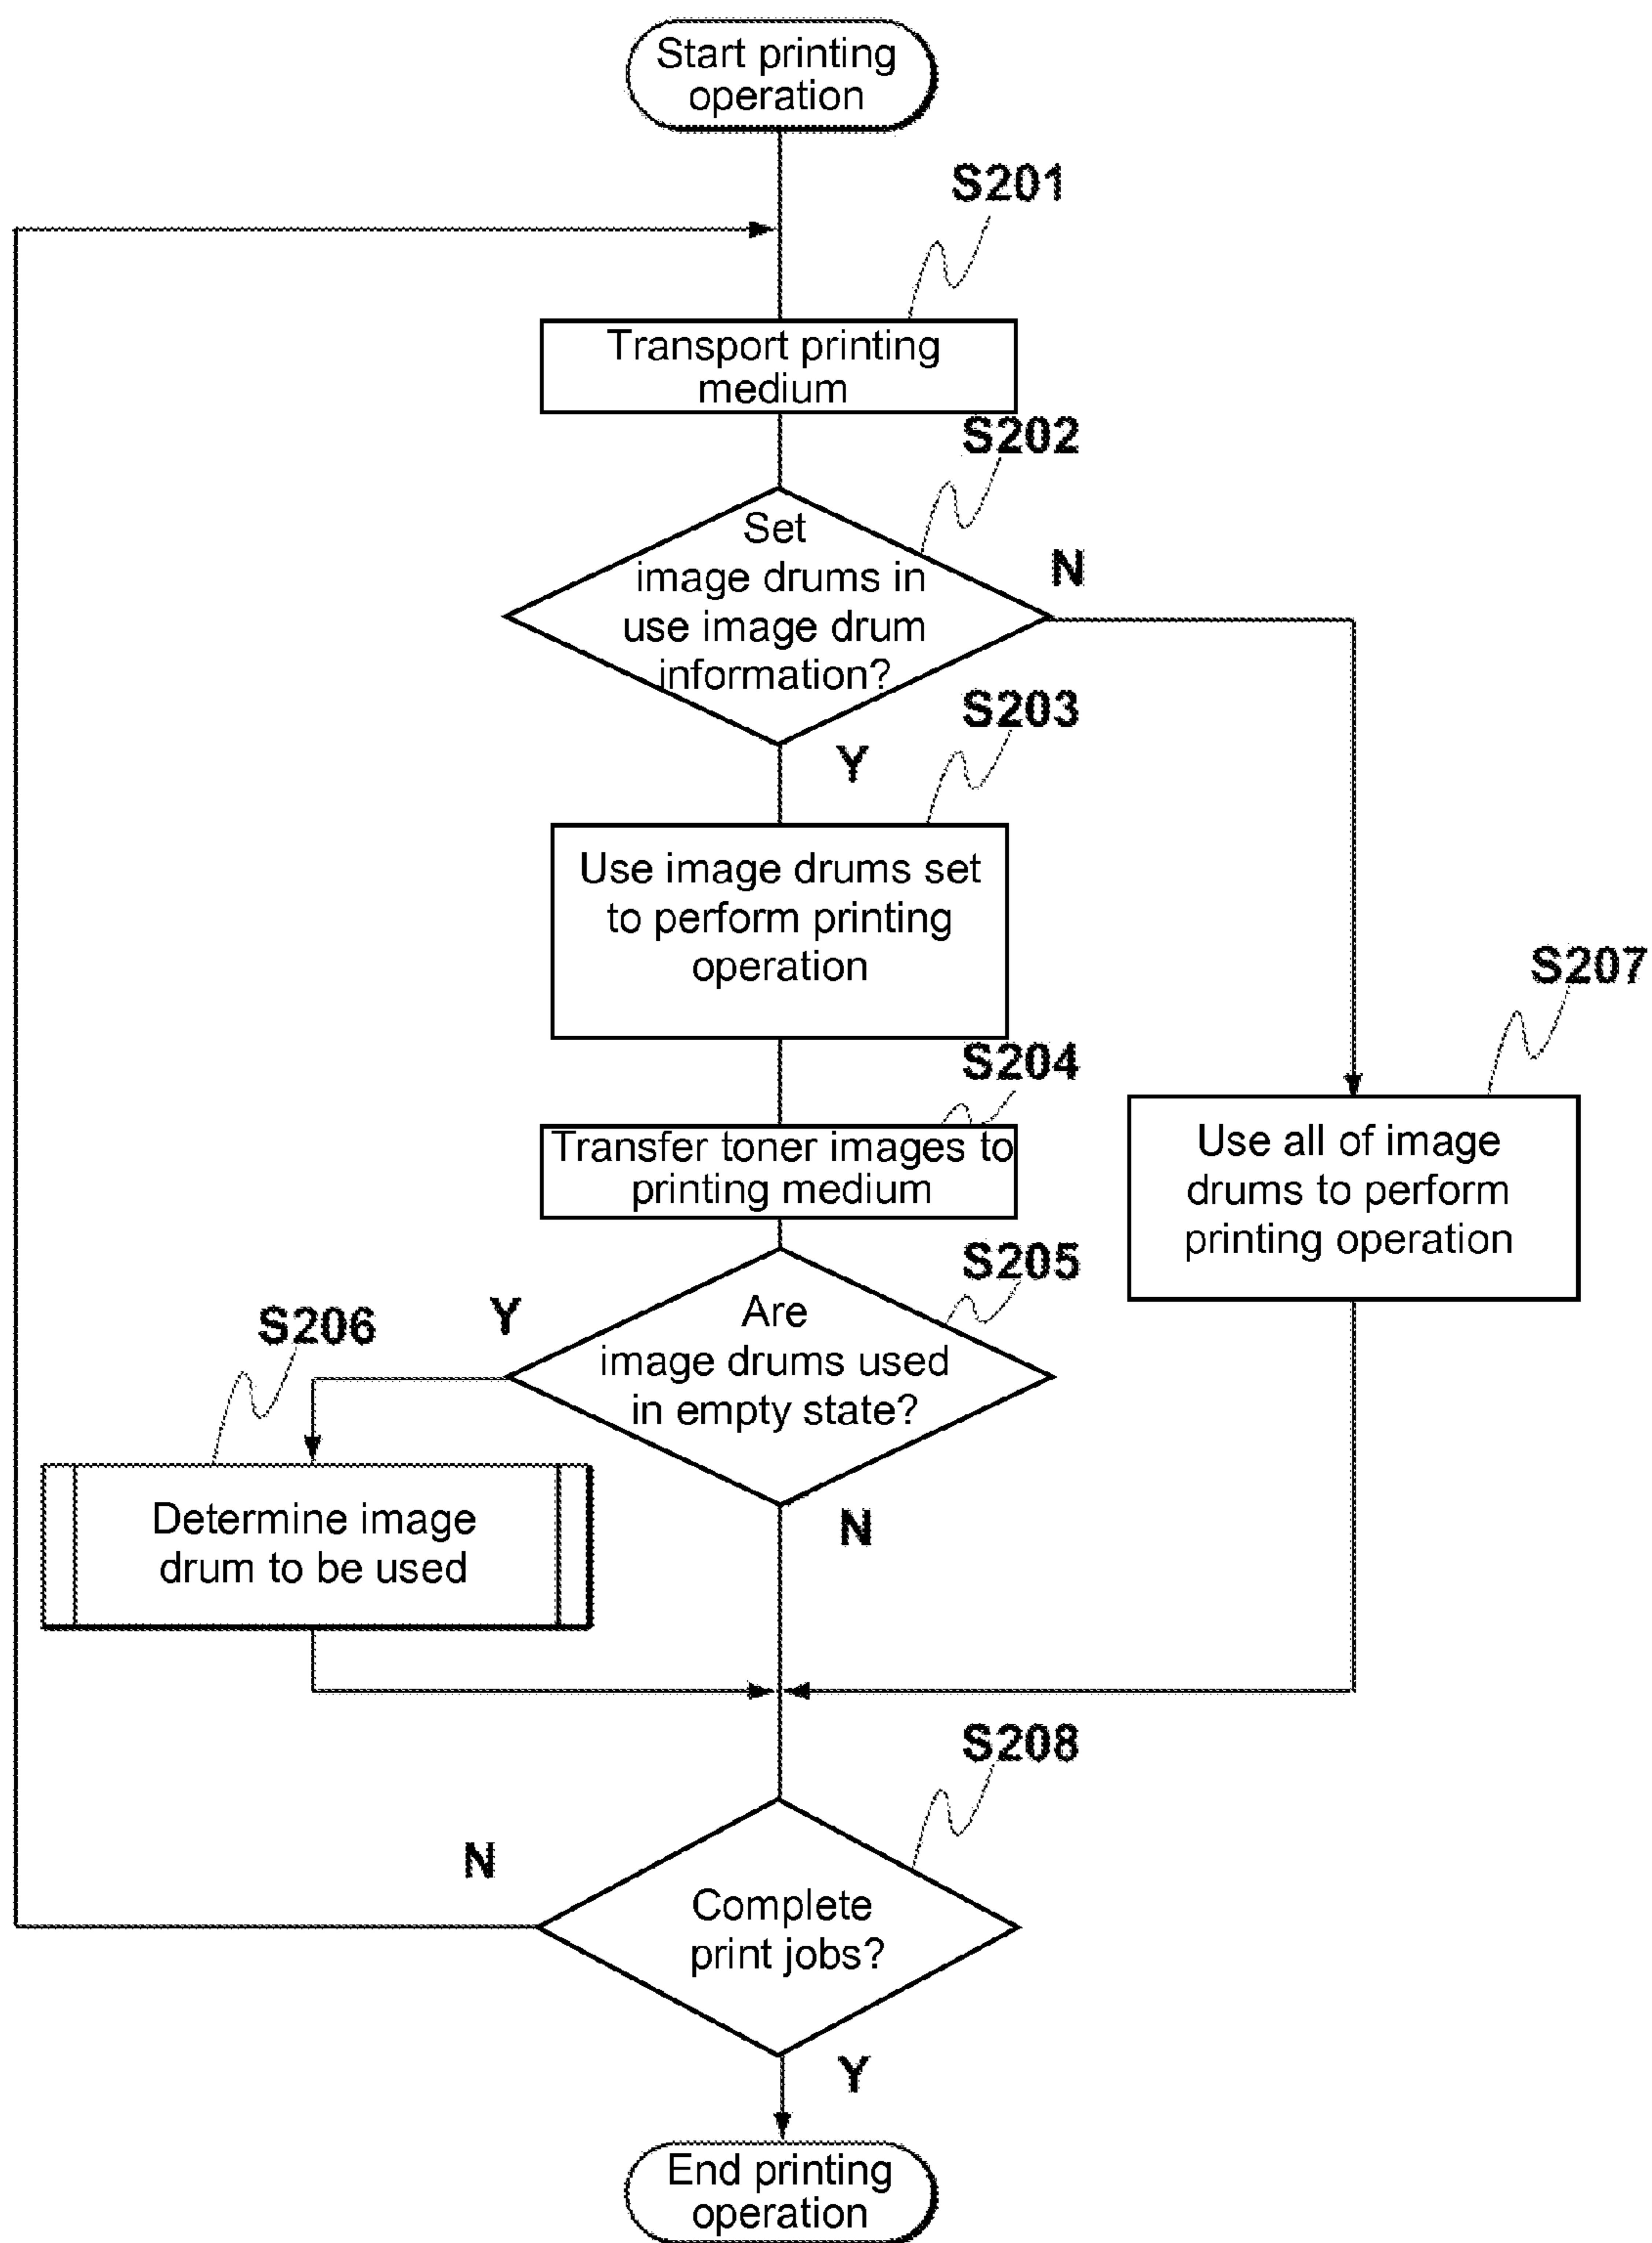 Start printing
operation
S201
Transport printing
medium
S202
Set
image drums in
use image drum
information?
N
S203
Y
Use image drums set
to perform printing
operation
S207
S204
Use all of image
drums to perform
printing operation
Transfer toner images to
printing medium
S205
S206
Y
Are
image drums used
in empty state?
Determine image
drum to be used
N
S208
N
Complete
print jobs?
Y
End printing
operation